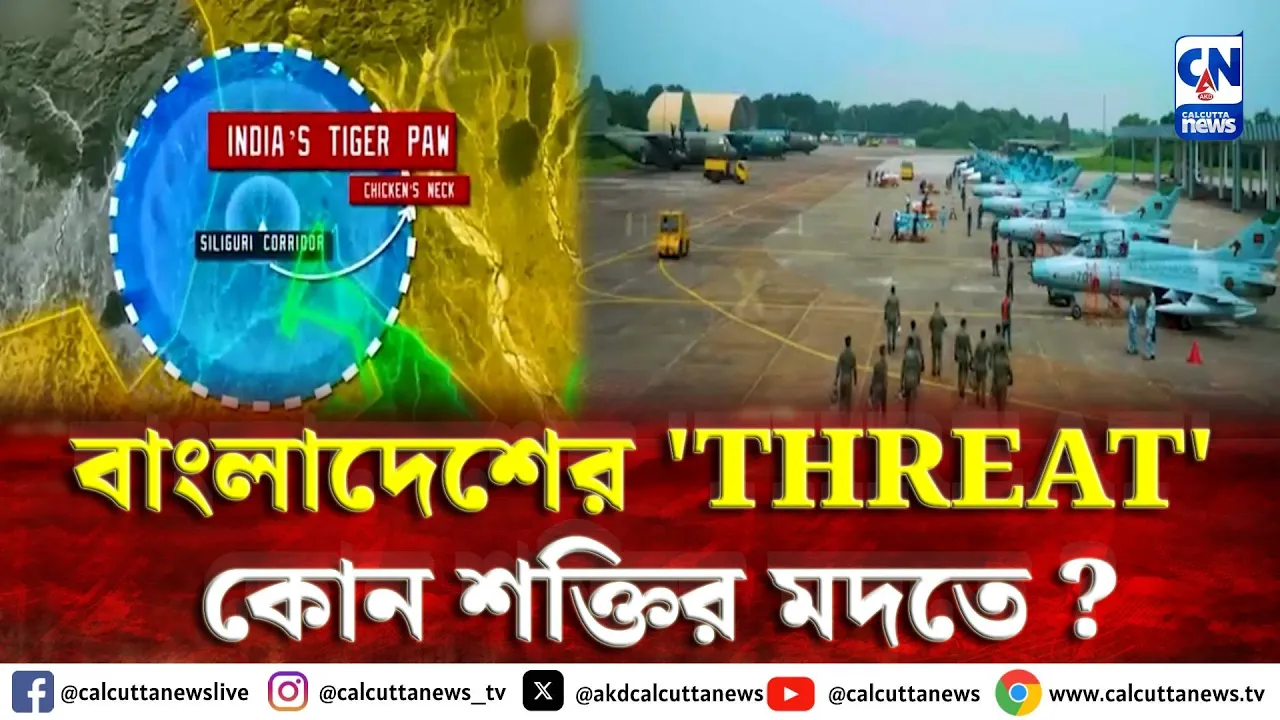 INDIA'S TIGER PAW
CHICKEN'S NECK
SILIGURI CORRIDOR
CN
AKD
CALCUTTA
news
বাংলাদেশের 'THREAT'
কোন শক্তির মদতে ?
@calcuttanewslive
@calcuttanews_tv
@akdcalcuttanews
@calcuttanews
www.calcuttanews.tv